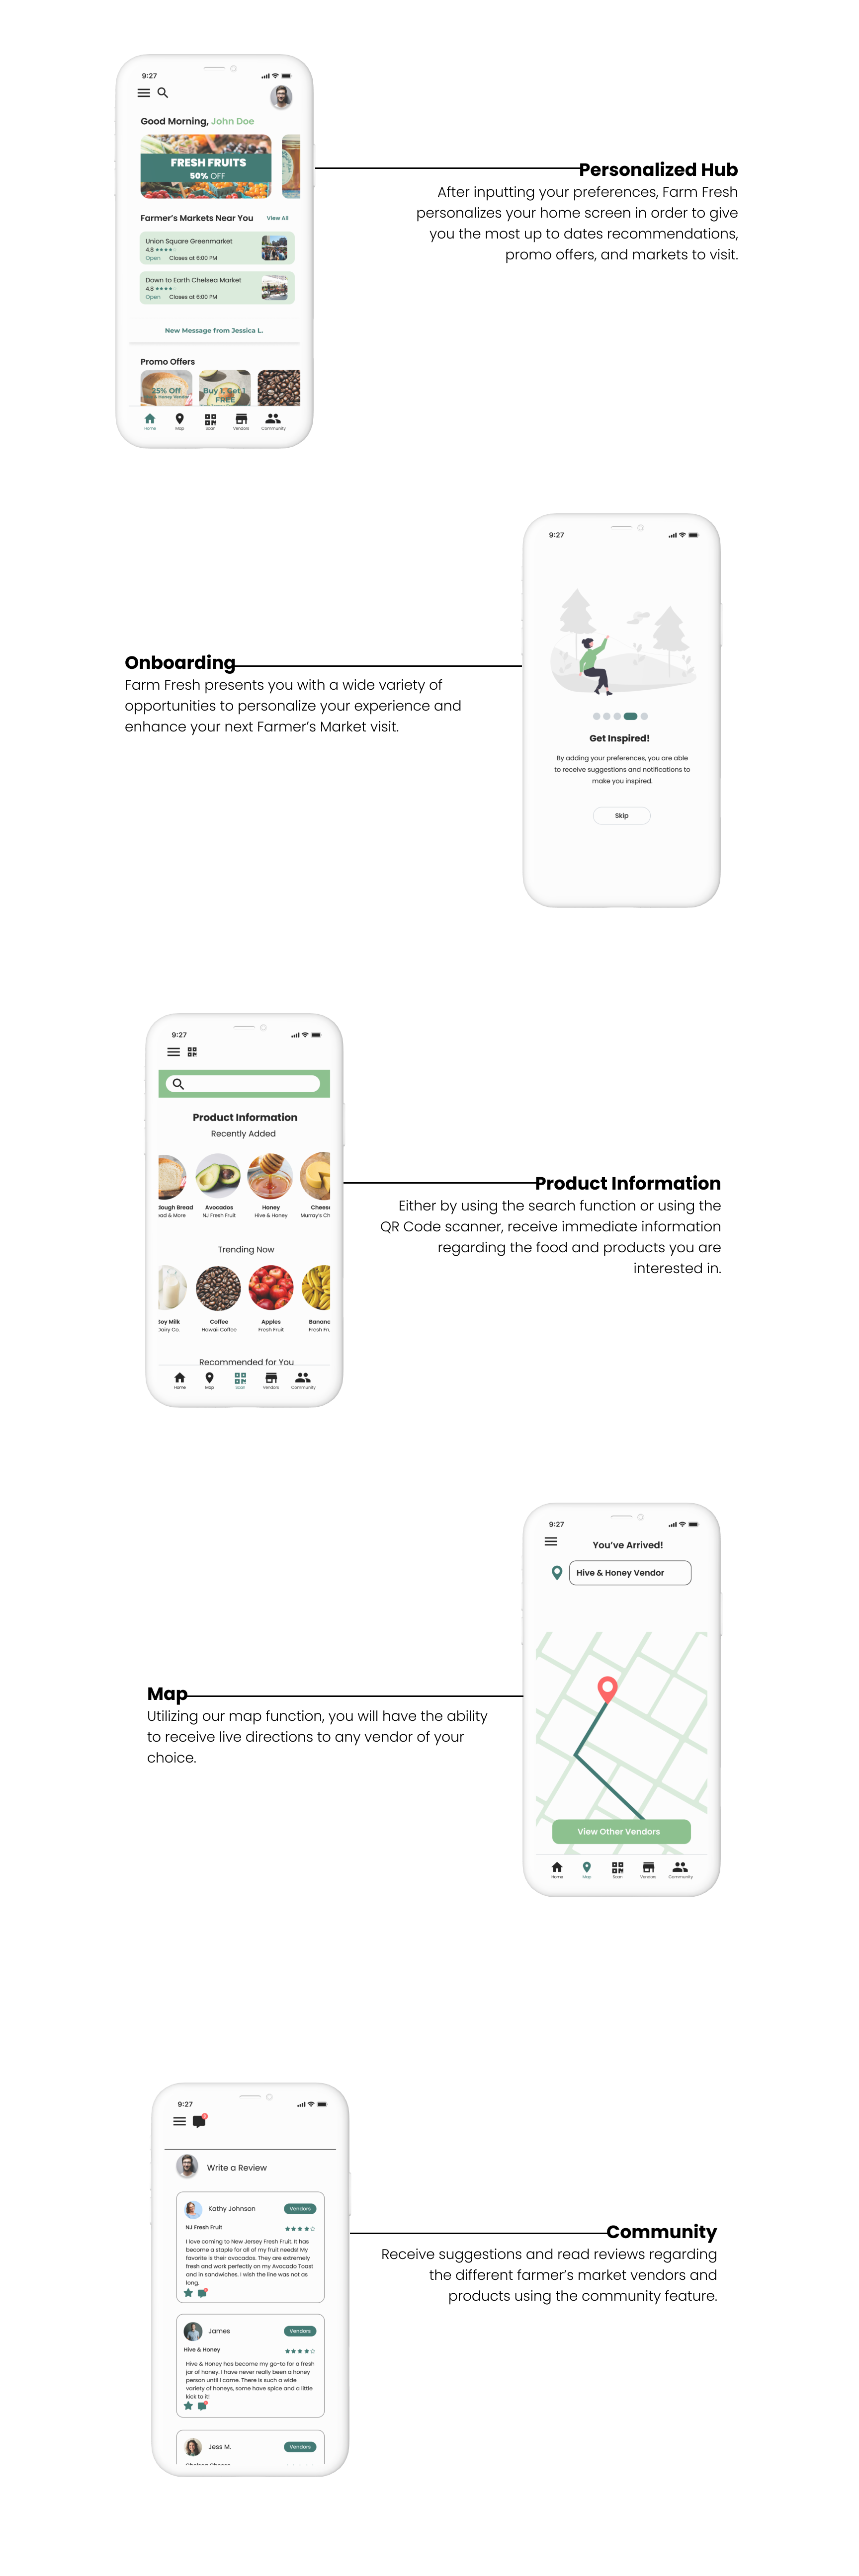 9:27
Good Morning, John Doe
FRESH FRUITS
50% OFF
Farmer's Markets Near You View All
Union Square Greenmarket
4.8
Open Closes at 6:00 PM
Down to Earth Chelsea Market
4.8
Open Closes at 6:00 PM
New Message from Jessica L.
Promo Offers
25% Off
Honey Vendor
Buy 1, Get 1
FREE
Home Map Scan Vendors Community
Personalized Hub
After inputting your preferences, Farm Fresh
personalizes your home screen in order to give
you the most up to dates recommendations,
promo offers, and markets to visit.
Onboarding
Farm Fresh presents you with a wide variety of
opportunities to personalize your experience and
enhance your next Farmer's Market visit.
9:27
Get Inspired!
By adding your preferences, you are able
to receive suggestions and notifications to
make you inspired.
Skip
9:27
Product Information
Recently Added
dough Bread Avocados Honey Chees
ead & More NJ Fresh Fruit Hive & Honey Murray's Ch
Trending Now
Soy Milk Coffee Apples Banano
Dairy Co. Hawaii Coffee Fresh Fruit Fresh Fru
Recommended for You
Home Map Scan Vendors Community
Product Information
Either by using the search function or using the
QR Code scanner, receive immediate information
regarding the food and products you are
interested in.
Map
Utilizing our map function, you will have the ability
to receive live directions to any vendor of your
choice.
9:27
You've Arrived!
Hive & Honey Vendor
View Other Vendors
Home Map Scan Vendors Community
9:27
Write a Review
Kathy Johnson Vendors
NJ Fresh Fruit
I love coming to New Jersey Fresh Fruit. It has
become a staple for all of my fruit needs! My
favorite is their avocados. They are extremely
fresh and work perfectly on my Avocado Toast
and in sandwiches. I wish the line was not as
long.
James Vendors
Hive & Honey
Hive & Honey has become my go-to for a fresh
jar of honey. I have never really been a honey
person until I came. There is such a wide
variety of honeys, some have spice and a little
kick to it!
Jess M. Vendors
Community
Receive suggestions and read reviews regarding
the different farmer's market vendors and
products using the community feature.